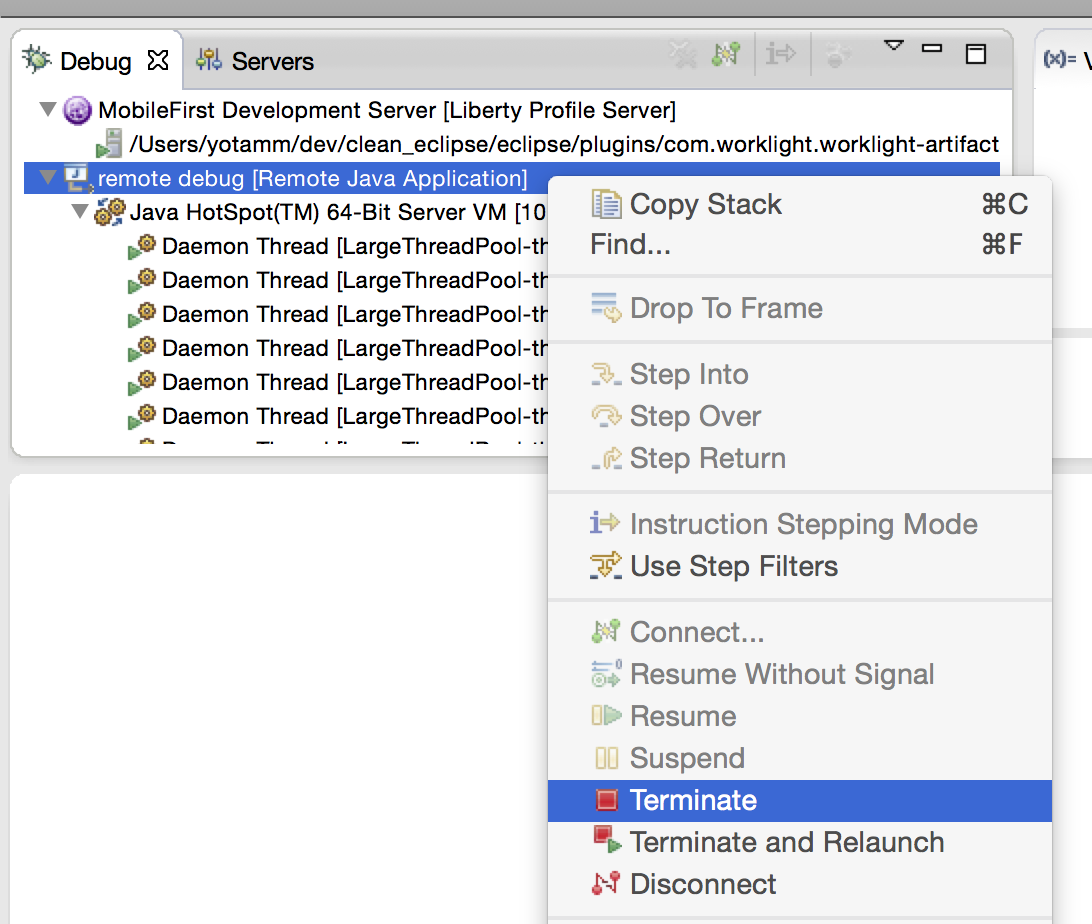 Debug
Servers
(x)=
MobileFirst Development Server [Liberty Profile Server]
/Users/yotamm/dev/clean_eclipse/eclipse/plugins/com.worklight.worklight-artifact
remote debug [Remote Java Application]
Java HotSpot(TM) 64-Bit Server VM [10
Daemon Thread [LargeThreadPool-th
Daemon Thread [LargeThreadPool-th
Daemon Thread [LargeThreadPool-th
Daemon Thread [LargeThreadPool-th
Daemon Thread [LargeThreadPool-th
Daemon Thread [LargeThreadPool-th
Copy Stack ⌘C
Find... ⌘F
Drop To Frame
Step Into
Step Over
Step Return
Instruction Stepping Mode
Use Step Filters
Connect...
Resume Without Signal
Resume
Suspend
Terminate
Terminate and Relaunch
Disconnect